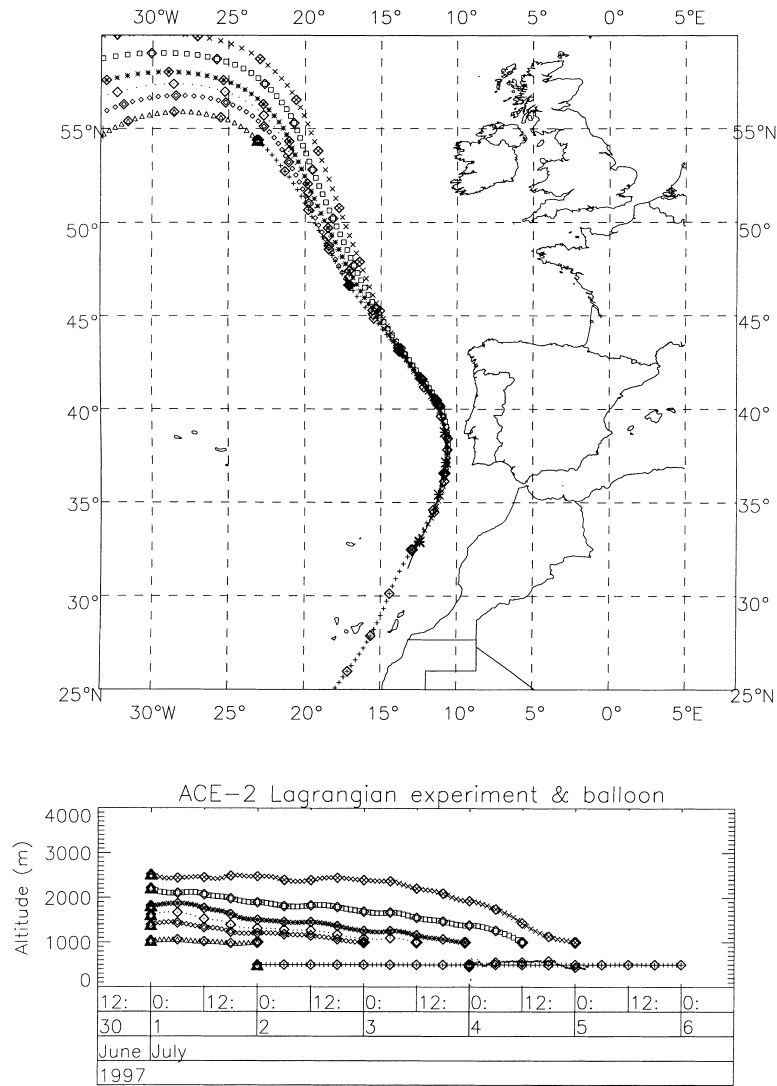 30°W 25° 20° 15° 10° 5° 0° 5°E
55°N 55°N
50° 50°
45° 45°
40° 40°
35° 35°
30° 30°
25°N 25°N
30°W 25° 20° 15° 10° 5° 0° 5°E
ACE-2 Lagrangian experiment & balloon
Altitude (m)
4000
3000
2000
1000
0
12: 0: 12: 0: 12: 0: 12: 0: 12: 0: 12: 0:
30 1 2 3 4 5 6
June July
1997